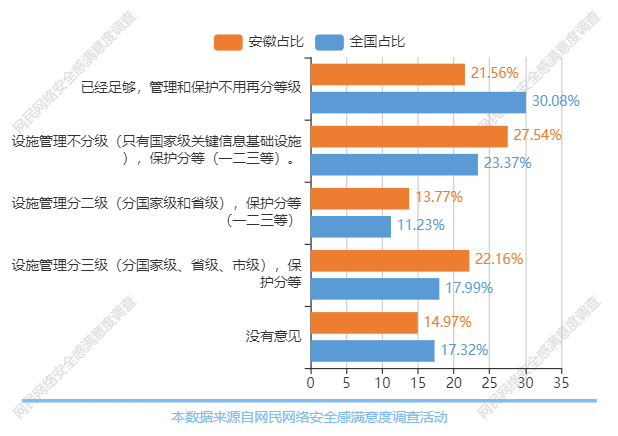 安徽占比 全国占比
已经足够，管理和保护不用再分等级
21.56%
30.08%
设施管理不分级（只有国家级关键信息基础设施
），保护分等（一二三等）。
27.54%
23.37%
设施管理分二级（分国家级和省级），保护分等
（一二三等）
13.77%
11.23%
设施管理分三级（分国家级、省级、市级），保
护分等
22.16%
17.99%
没有意见
14.97%
17.32%
0 5 10 15 20 25 30 35
本数据来源自网民网络安全感满意度调查活动
网民网络安全感满意度调查
网民网络安全感满意度调查
网民网络安全感满意度调查
网民网络安全感满意度调查